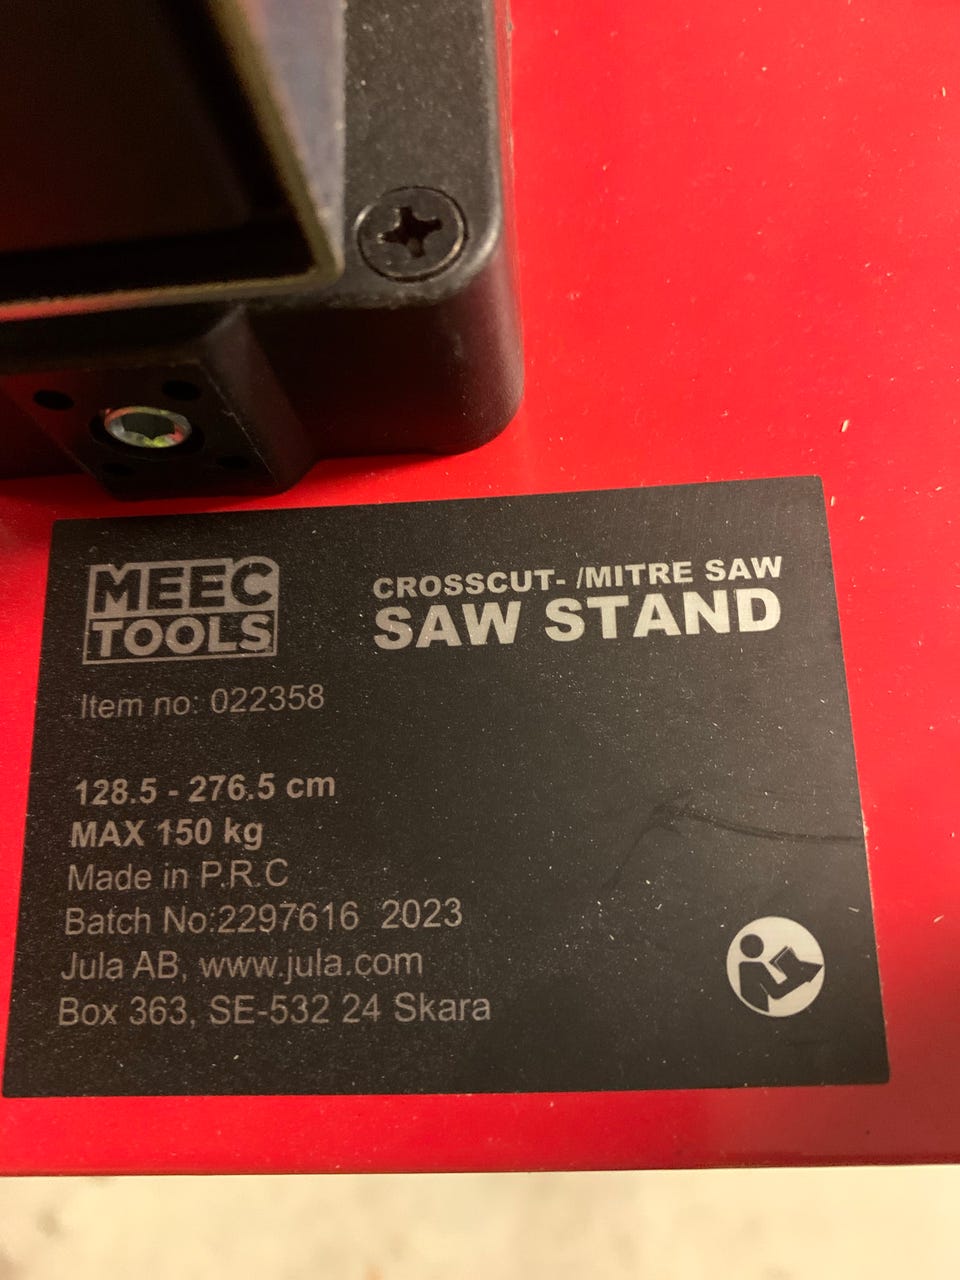 MEEC
TOOLS
CROSSCUT- /MITRE SAW
SAW STAND
Item no: 022358
128.5 - 276.5 cm
MAX 150 kg
Made in P.R.C
Batch No:2297616 2023
Jula AB, www.jula.com
Box 363, SE-532 24 Skara